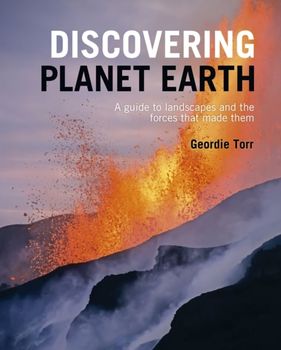 DISCOVERING
PLANET EARTH
A guide to landscapes and the
forces that made them
Geordie Torr